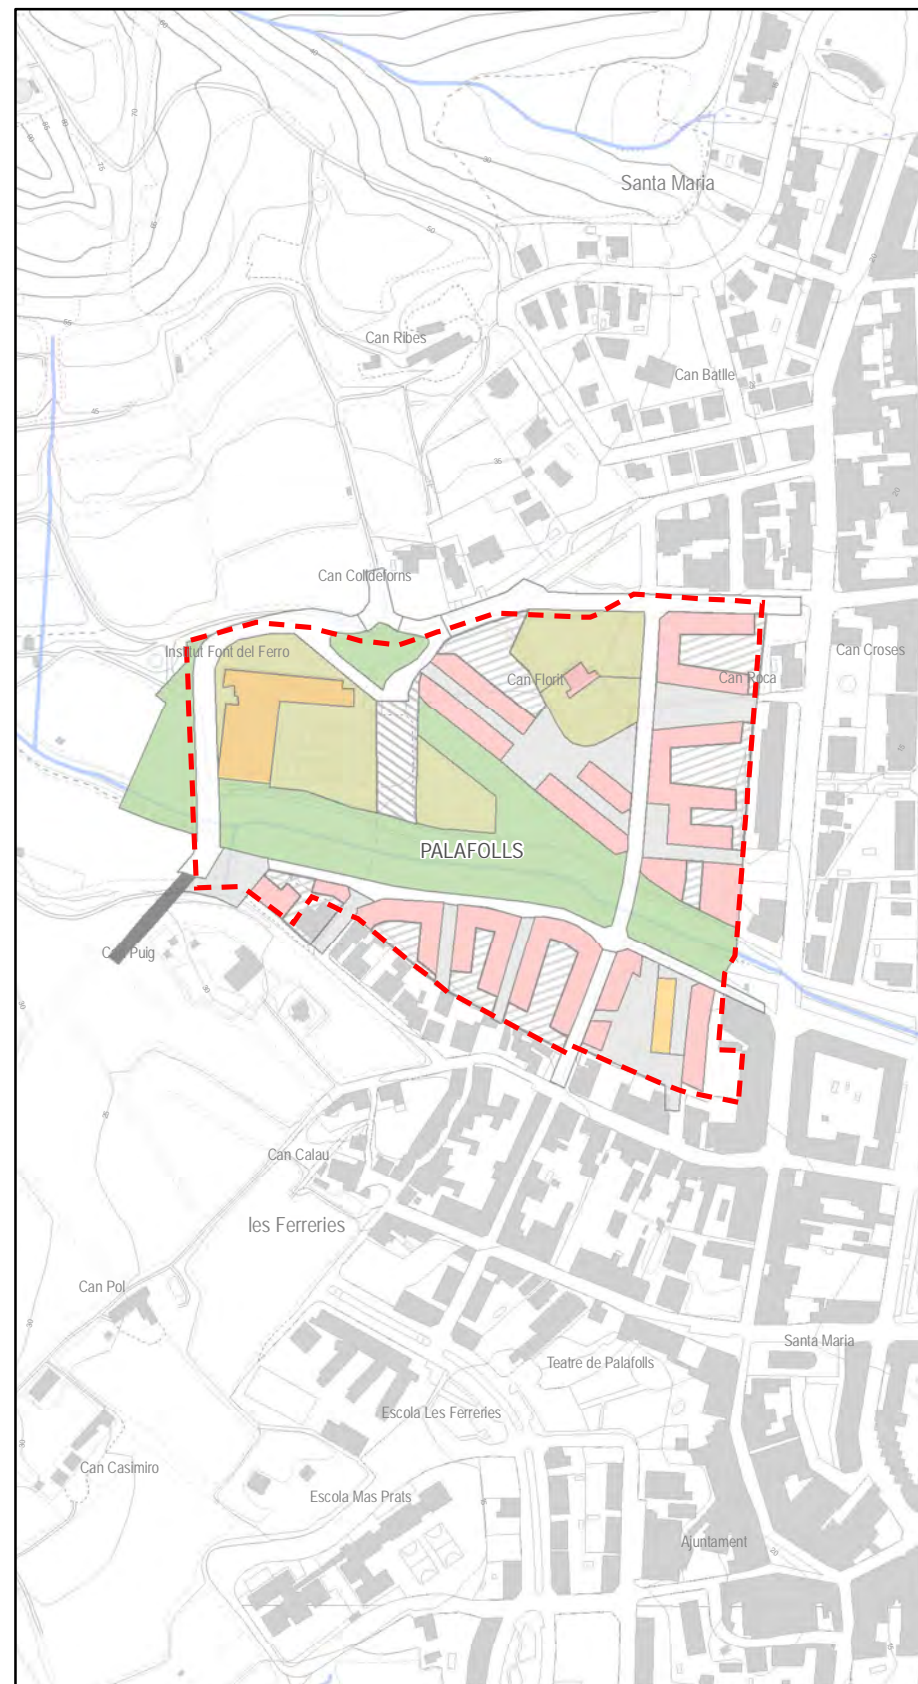 Santa Maria
Can Ribes
Can Batlle
Can Colldelorns
Institut Font del Ferro
Can Florit
Can Roca
Can Croses
PALAFOLLS
Can Puig
Can Calau
les Ferreries
Can Pol
Santa Maria
Teatre de Palafolls
Escola Les Ferreries
Can Casimiro
Escola Mas Prats
Ajuntament